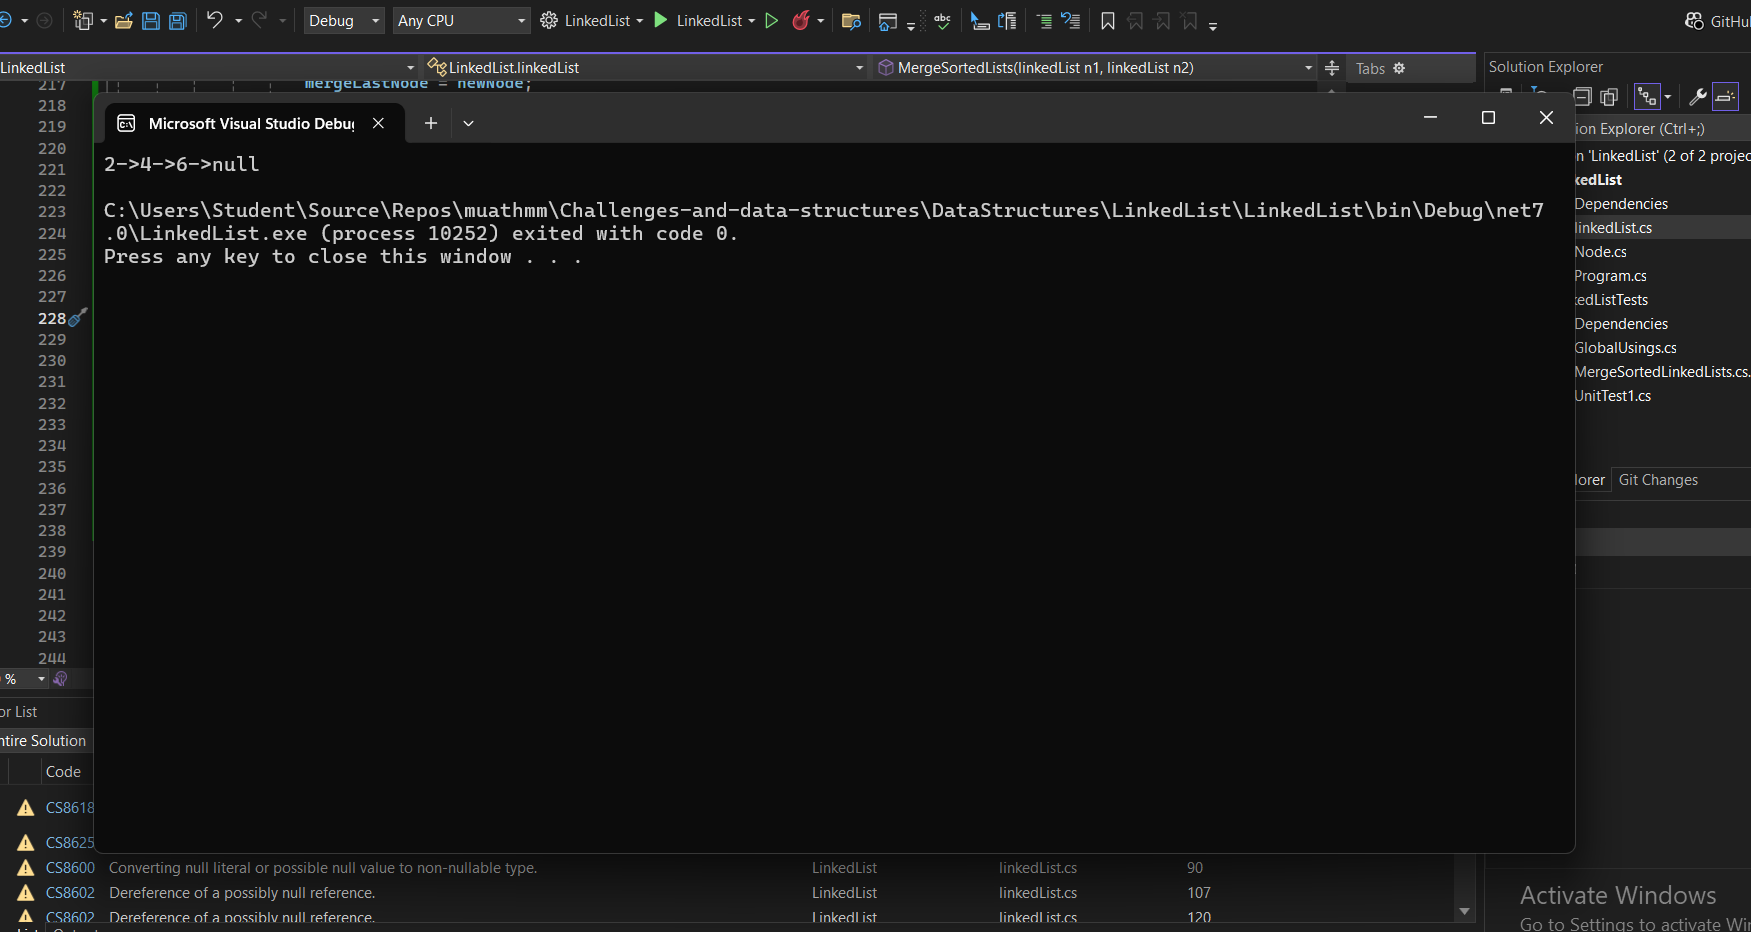 Debug
Any CPU
LinkedList
LinkedList
GitHu
LinkedList
LinkedList.linkedList
MergeSortedLists(linkedList n1, linkedList n2)
Tabs
Solution Explorer
217
mergeLastNode = newNode;
218
219
220
221
222
223
224
225
226
227
228
229
230
231
232
233
234
235
236
237
238
239
240
241
242
243
244
Microsoft Visual Studio Debug
2->4->6->null
C:\Users\Student\Source\Repos\muathmm\Challenges-and-data-structures\DataStructures\LinkedList\LinkedList\bin\Debug\net7
.0\LinkedList.exe (process 10252) exited with code 0.
Press any key to close this window . . .
ion Explorer (Ctrl+;)
n 'LinkedList' (2 of 2 projec
kedList
Dependencies
linkedList.cs
Node.cs
Program.cs
kedListTests
Dependencies
GlobalUsings.cs
MergeSortedLinkedLists.cs.
UnitTest1.cs
lorer
Git Changes
%
or List
ntire Solution
Code
CS8618
CS8625
CS8600 Converting null literal or possible null value to non-nullable type. LinkedList linkedList.cs 90
CS8602 Dereference of a possibly null reference. LinkedList linkedList.cs 107
CS8602 Dereference of a possibly null reference. LinkedList linkedList.cs 120
Activate Windows
Go to Settings to activate Wi